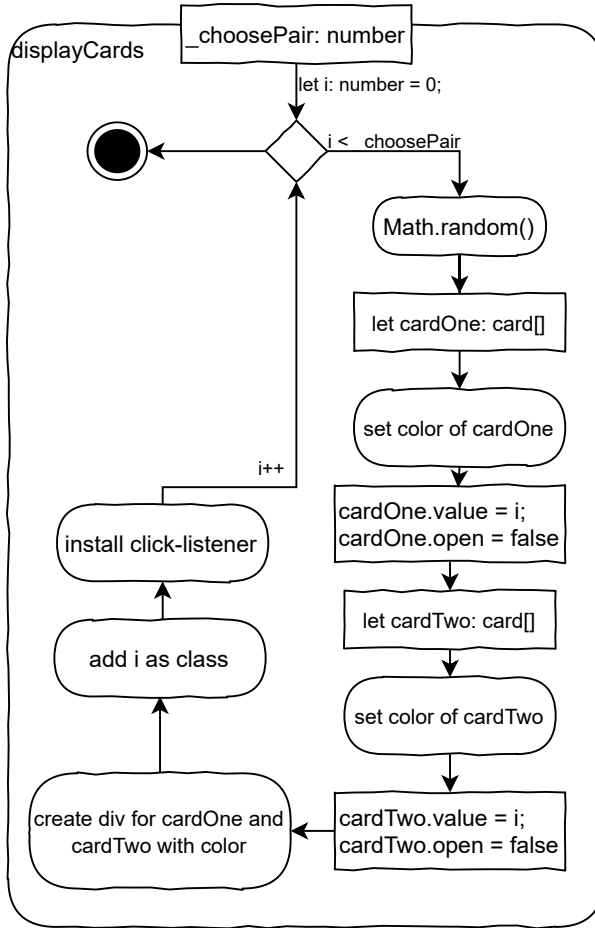 _choosePair: number
displayCards
let i: number = 0;
i < _choosePair
Math.random()
let cardOne: card[]
set color of cardOne
cardOne.value = i;
cardOne.open = false
let cardTwo: card[]
set color of cardTwo
cardTwo.value = i;
cardTwo.open = false
create div for cardOne and
cardTwo with color
add i as class
install click-listener
i++